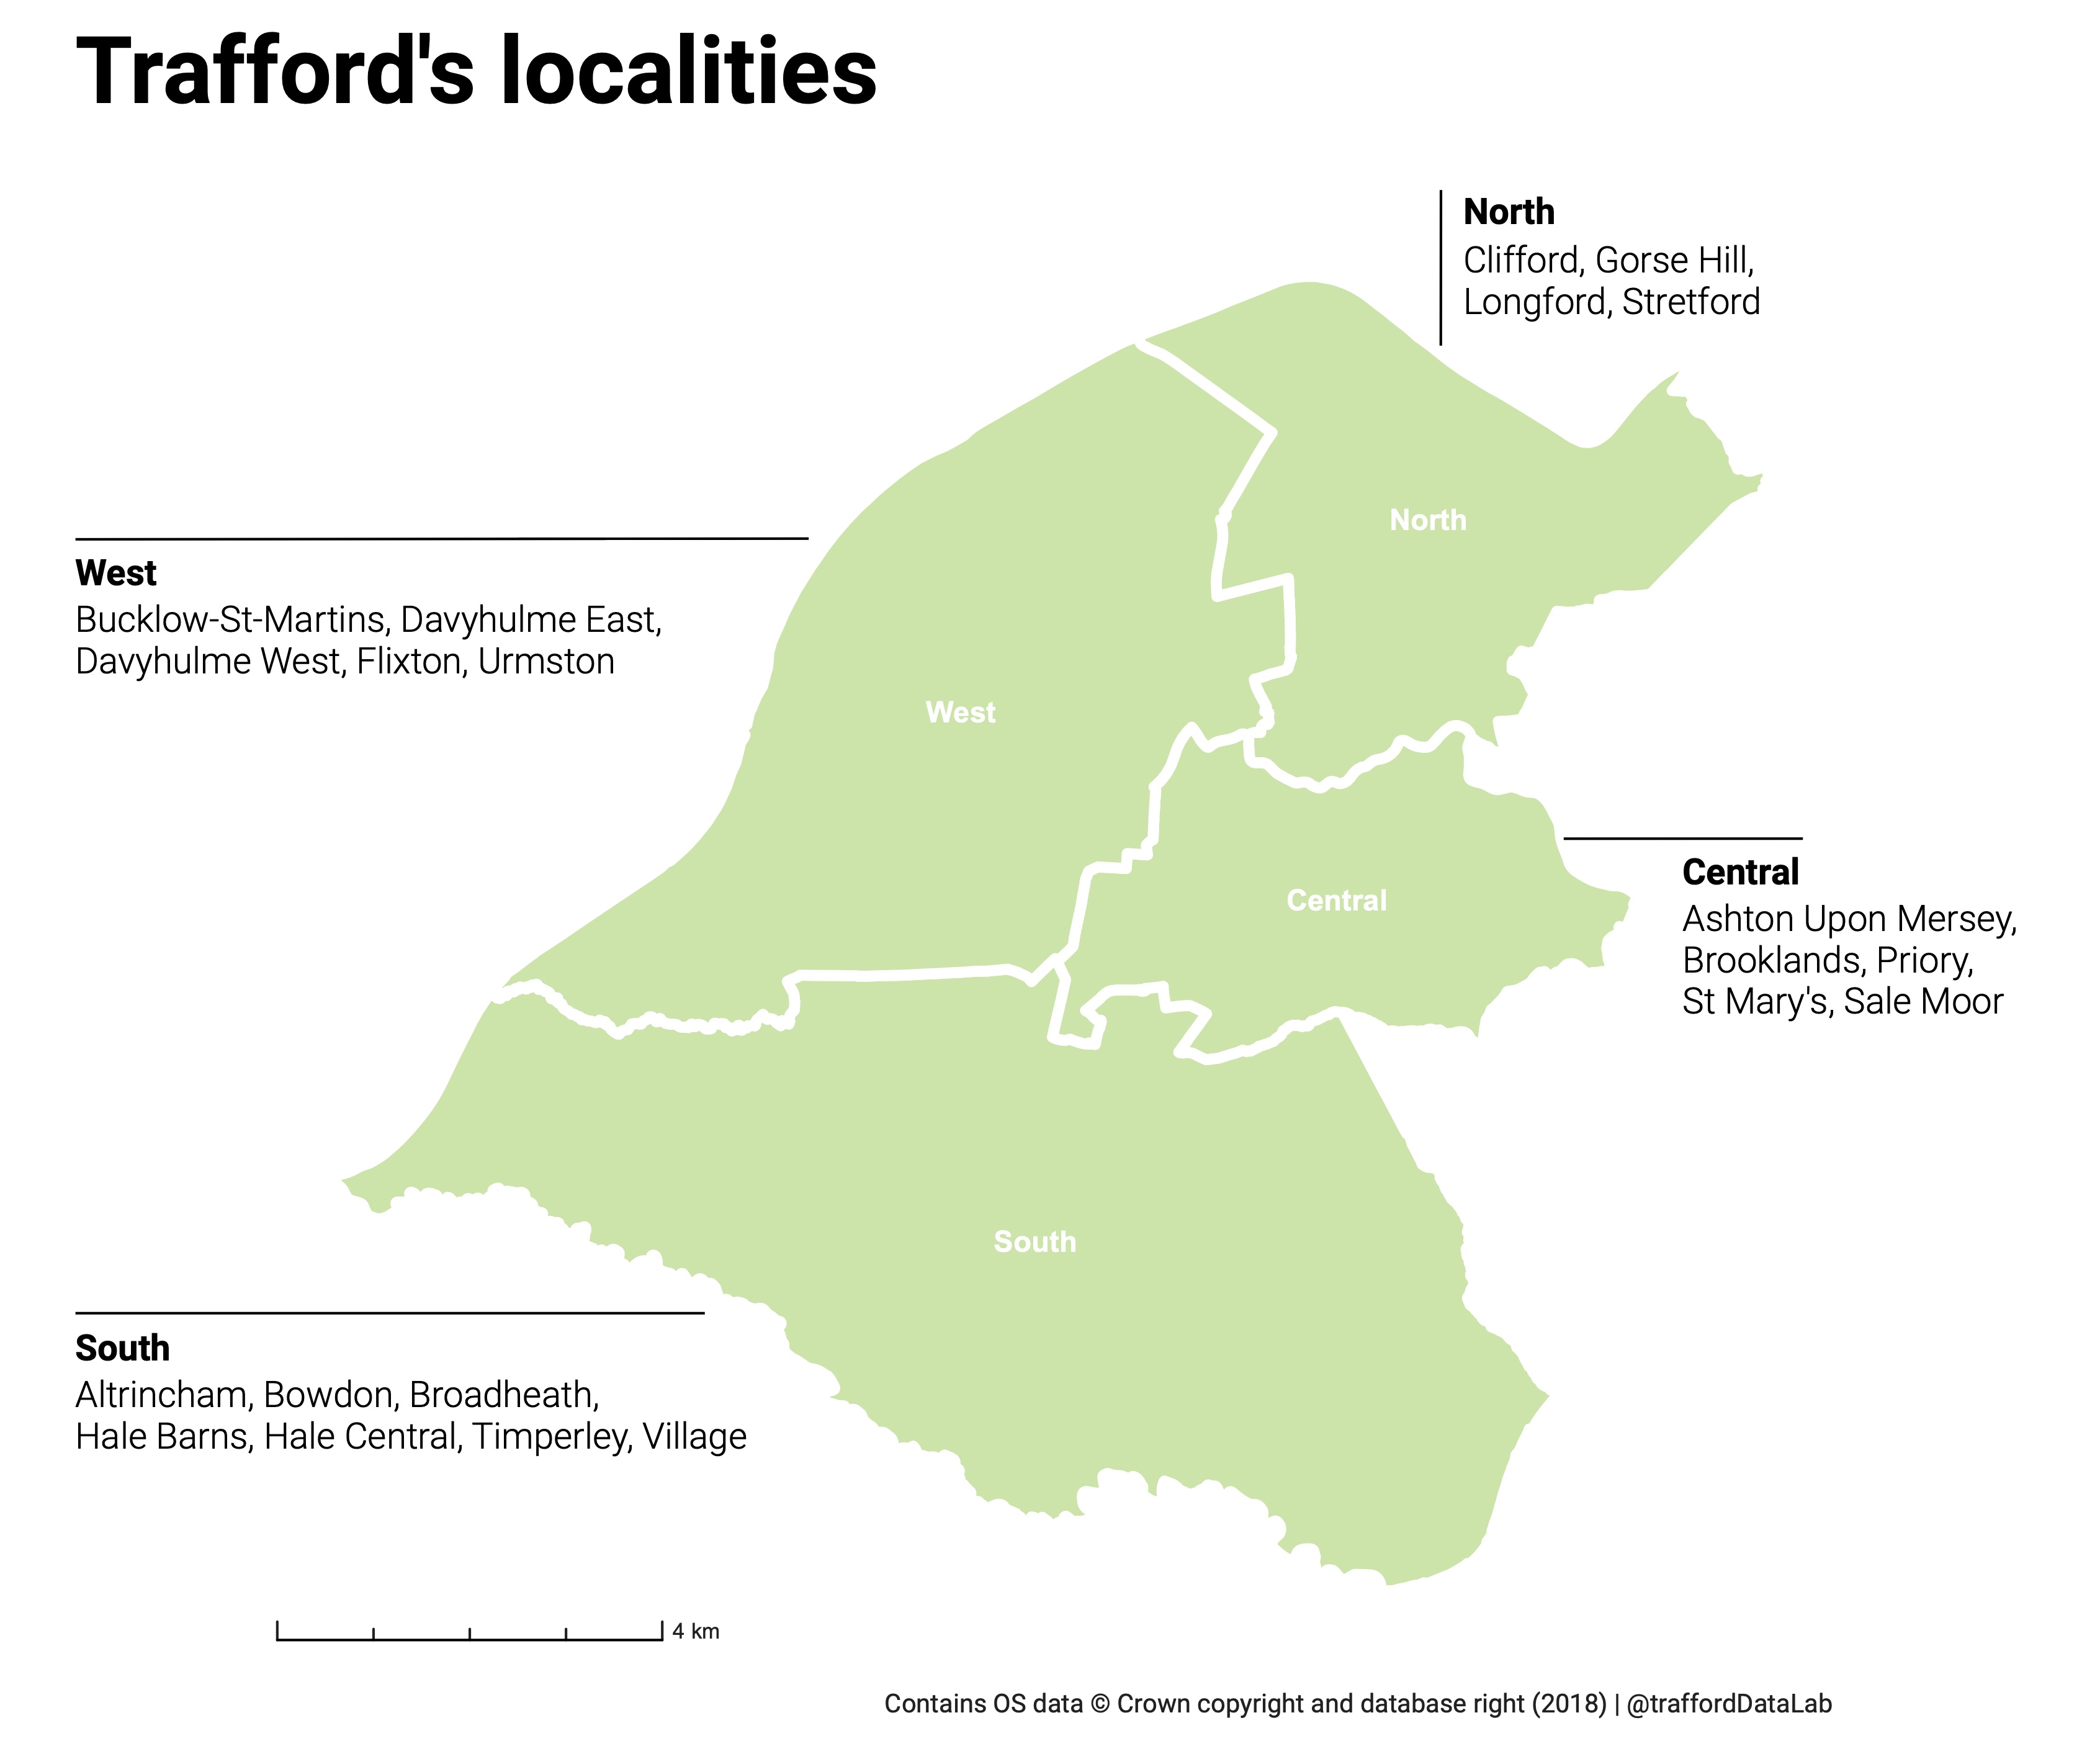 Trafford's localities
North
Clifford, Gorse Hill,
Longford, Stretford
North
West
Bucklow-St-Martins, Davyhulme East,
Davyhulme West, Flixton, Urmston
West
Central
Central
Ashton Upon Mersey,
Brooklands, Priory,
St Mary's, Sale Moor
South
South
Altrincham, Bowdon, Broadheath,
Hale Barns, Hale Central, Timperley, Village
4 km
Contains OS data © Crown copyright and database right (2018) | @traffordDataLab